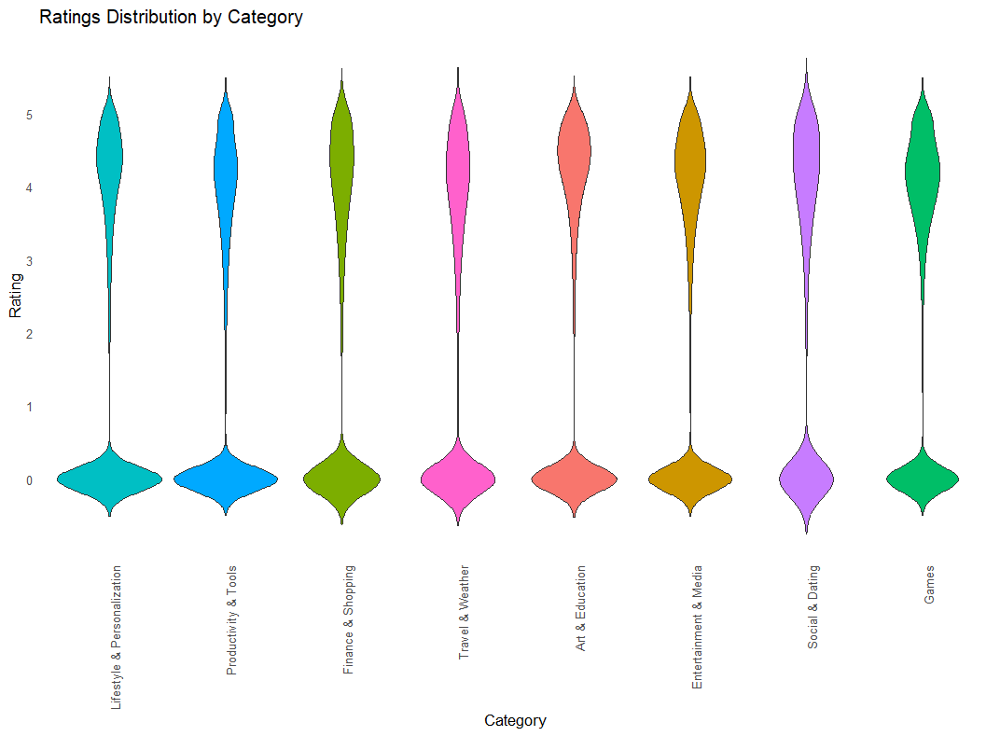 Ratings Distribution by Category
5
4
3
2
1
0
Rating
Lifestyle & Personalization
Productivity & Tools
Finance & Shopping
Travel & Weather
Art & Education
Entertainment & Media
Social & Dating
Games
Category